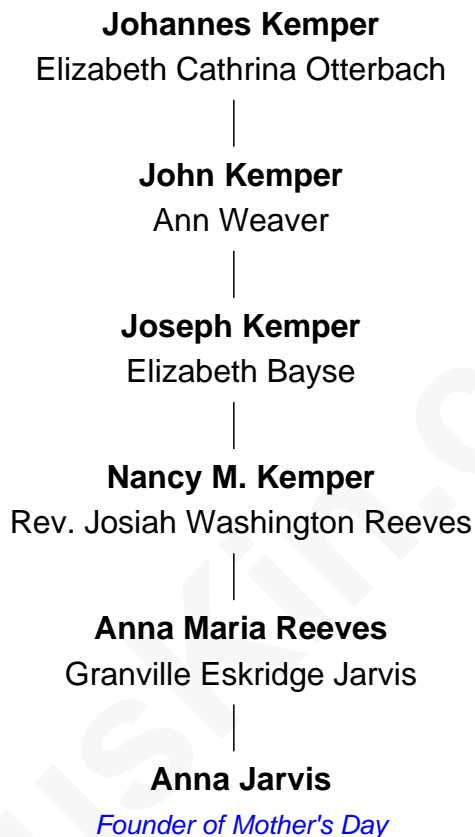 Johannes Kemper
Elizabeth Cathrina Otterbach
John Kemper
Ann Weaver
Joseph Kemper
Elizabeth Bayse
Nancy M. Kemper
Rev. Josiah Washington Reeves
Anna Maria Reeves
Granville Eskridge Jarvis
Anna Jarvis
Founder of Mother's Day